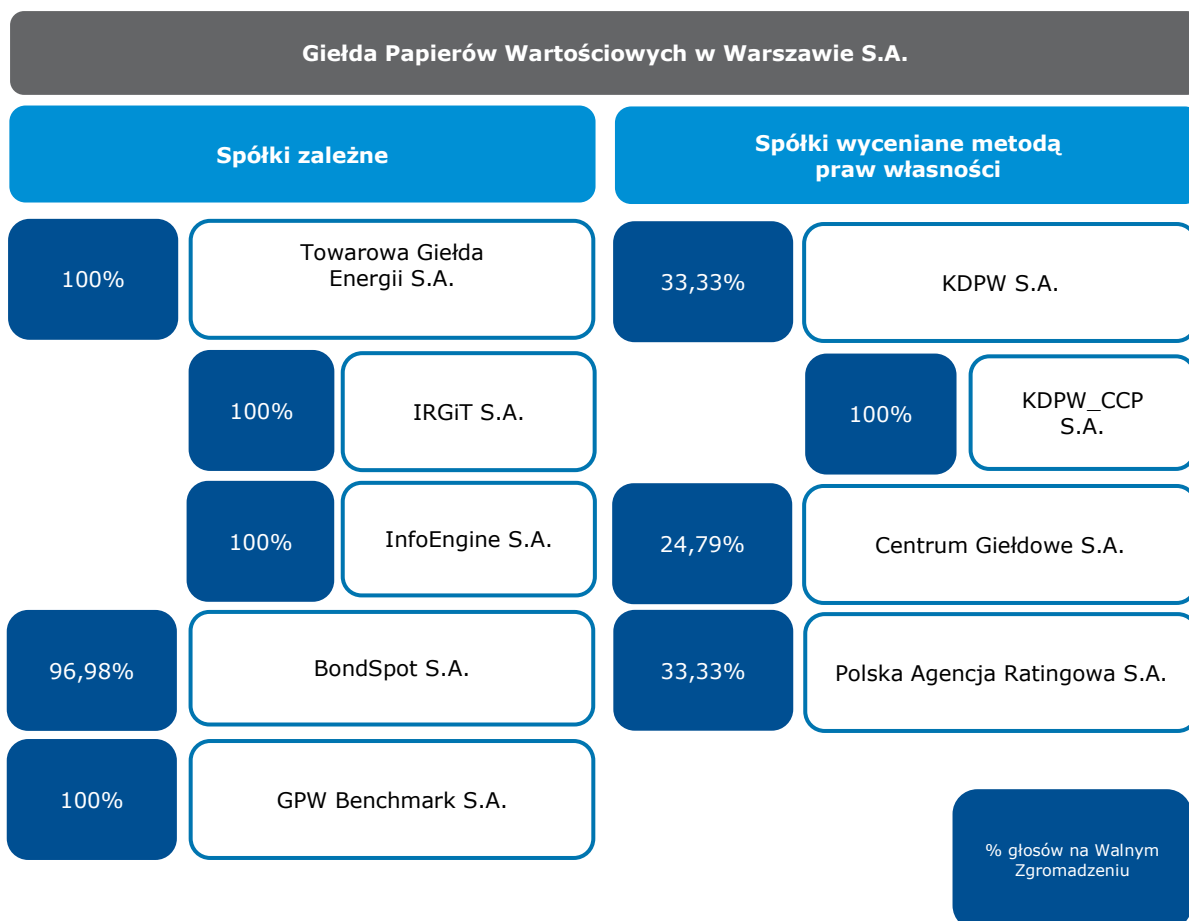 Giełda Papierów Wartościowych w Warszawie S.A.
Spółki zależne
100%
Towarowa Giełda
Energii S.A.
100%
IRGiT S.A.
100%
InfoEngine S.A.
96,98%
BondSpot S.A.
100%
GPW Benchmark S.A.
Spółki wyceniane metodą
praw własności
33,33%
KDPW S.A.
100%
KDPW_CCP
S.A.
24,79%
Centrum Giełdowe S.A.
33,33%
Polska Agencja Ratingowa S.A.
% głosów na Walnym
Zgromadzeniu